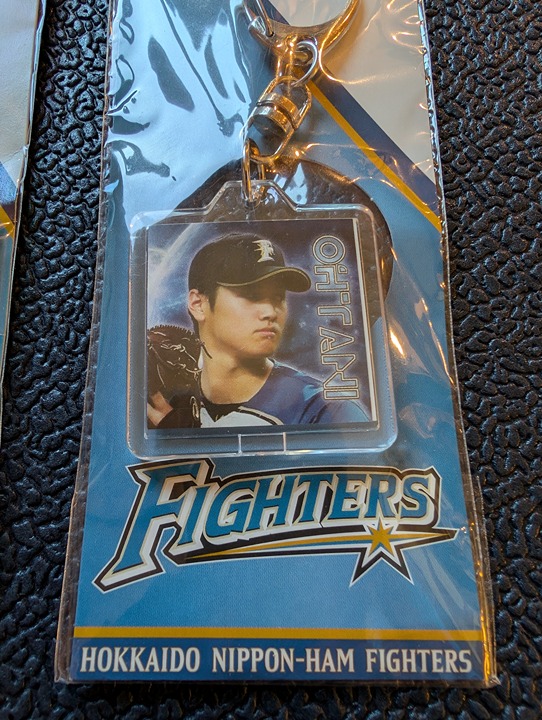 F
OHTANI
FIGHTERS
HOKKAIDO NIPPON-HAM FIGHTERS